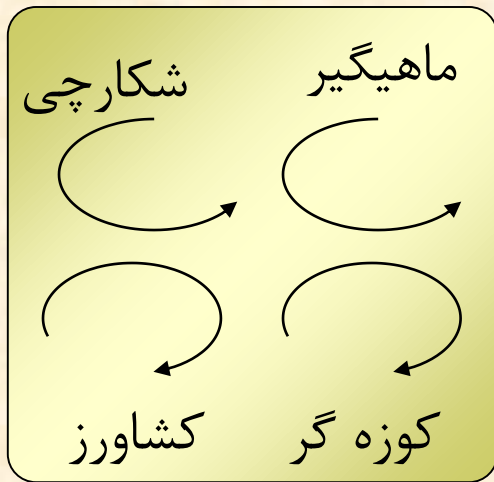 ماهیگیر
شکارچی
کوزه گر
کشاورز